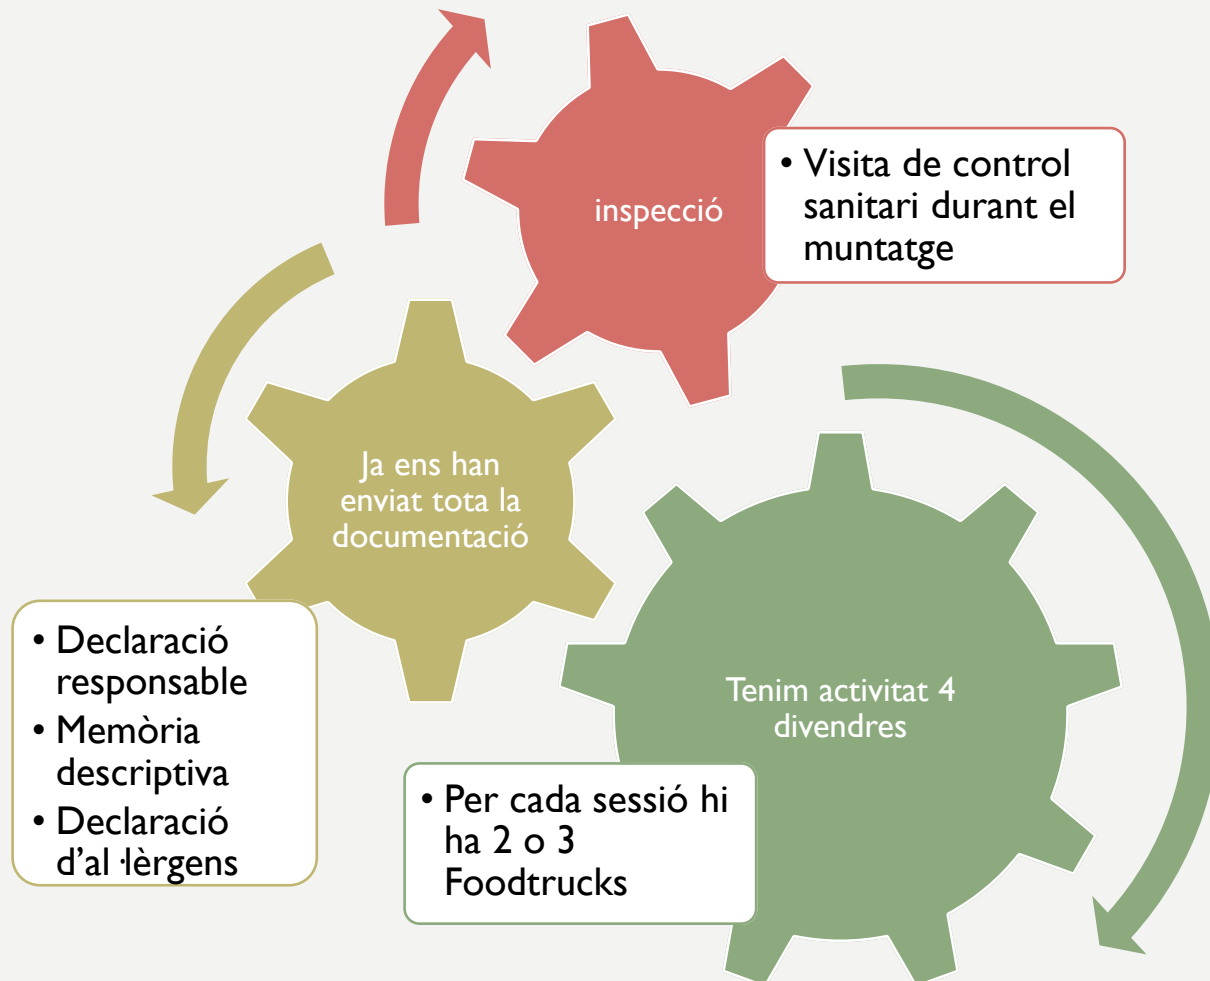 inspecció
• Visita de control
sanitari durant el
muntatge
Ja ens han
enviat tota la
documentació
• Declaració
responsable
• Memòria
descriptiva
• Declaració
d’al·lèrgens
Tenim activitat 4
divendres
• Per cada sessió hi
ha 2 o 3
Foodtrucks